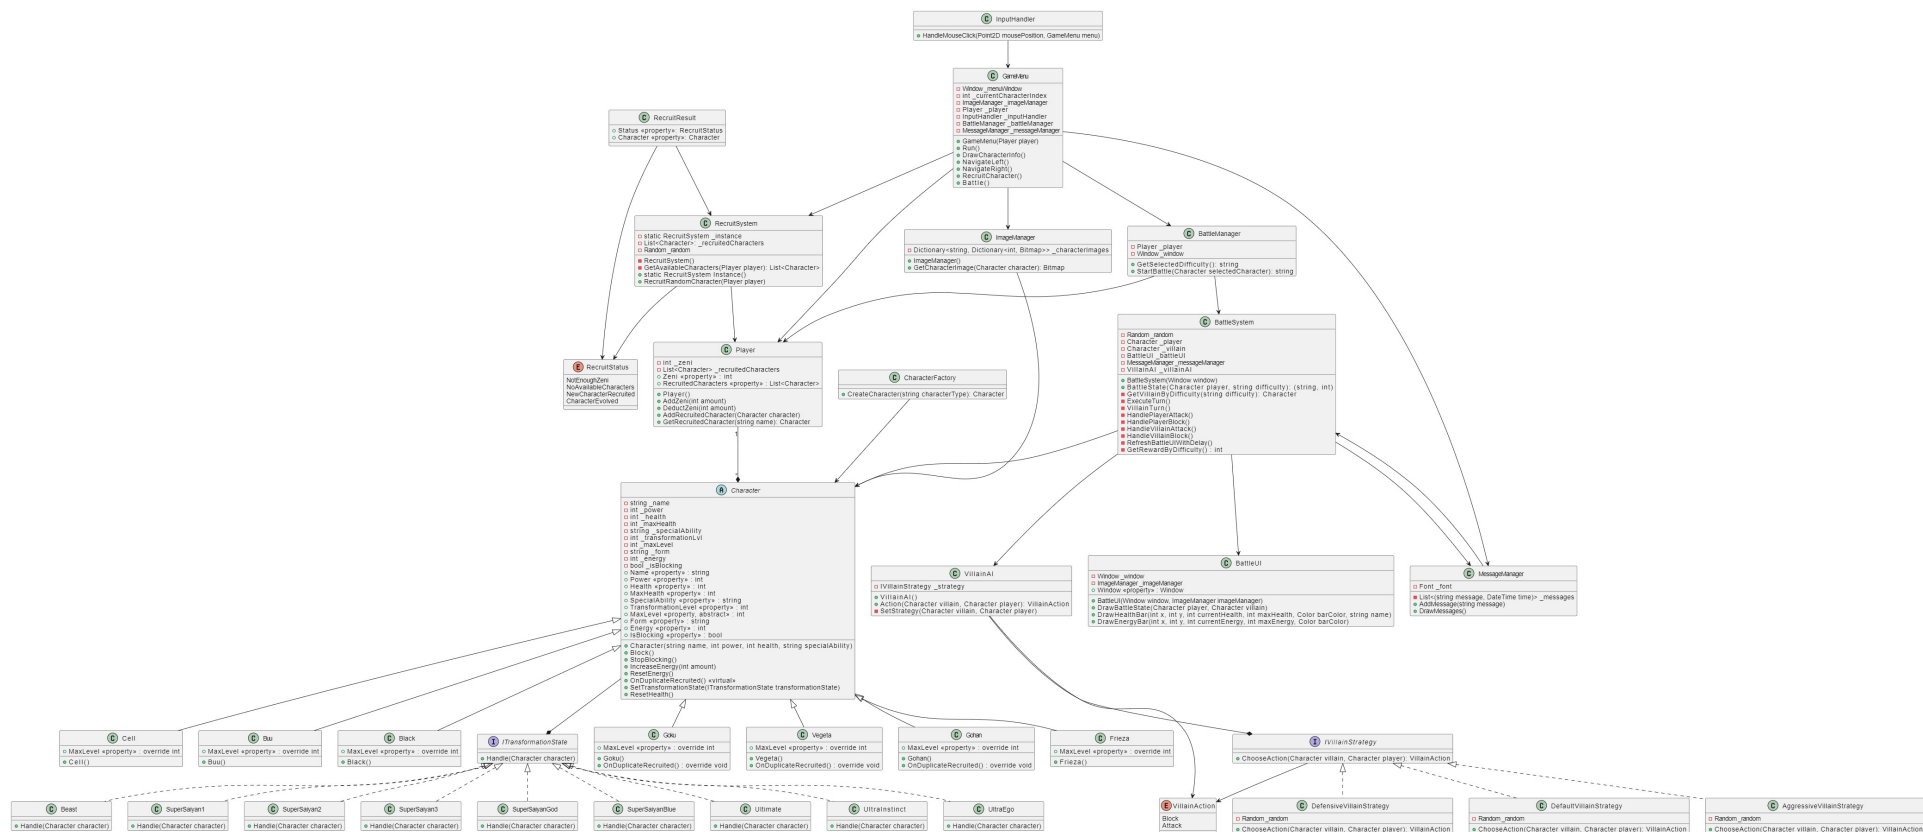 C InputHandler
HandleMouseClick(Point2D mousePosition, GameMenu menu)
C GameMenu
Window _menuWindow
int _currentCharacterIndex
ImageManager _imageManager
Player _player
InputHandler _inputHandler
BattleManager _battleManager
MessageManager _messageManager
GameMenu(Player player)
Run()
DrawCharacterInfo()
NavigateLeft()
NavigateRight()
RecruitCharacter()
Battle()
C RecruitResult
Status «property»: RecruitStatus
Character «property»: Character
C RecruitSystem
static RecruitSystem _instance
List<Character>: _recruitedCharacters
Random _random
RecruitSystem()
GetAvailableCharacters(Player player): List<Character>
static RecruitSystem Instance()
RecruitRandomCharacter(Player player)
C ImageManager
Dictionary<string, Dictionary<int, Bitmap>> _characterImages
ImageManager()
GetCharacterImage(Character character): Bitmap
C BattleManager
Player _player
Window _window
GetSelectedDifficulty(): string
StartBattle(Character selectedCharacter): string
C BattleSystem
Random _random
Character _player
Character _villain
BattleUI _battleUI
MessageManager _messageManager
VillainAI _villainAI
BattleSystem(Window window)
BattleState(Character player, string difficulty): (string, int)
GetVillainByDifficulty(string difficulty): Character
ExecuteTurn()
VillainTurn()
HandlePlayerAttack()
HandlePlayerBlock()
HandleVillainAttack()
HandleVillainBlock()
RefreshBattleUIWithDelay()
GetRewardByDifficulty() : int
E RecruitStatus
NotEnoughZeni
NoAvailableCharacters
NewCharacterRecruited
CharacterEvolved
C Player
int _zeni
List<Character> _recruitedCharacters
Zeni «property» : int
RecruitedCharacters «property» : List<Character>
Player()
AddZeni(int amount)
DeductZeni(int amount)
AddRecruitedCharacter(Character character)
GetRecruitedCharacter(string name): Character
1
*
C CharacterFactory
CreateCharacter(string characterType): Character
A Character
string _name
int _power
int _health
int _maxHealth
string _specialAbility
int _transformationLvl
int _maxLevel
string _form
int _energy
bool _isBlocking
Name «property» : string
Power «property» : int
Health «property» : int
MaxHealth «property» : int
SpecialAbility «property» : string
TransformationLevel «property» : int
MaxLevel «property, abstract» : int
Form «property» : string
Energy «property» : int
IsBlocking «property» : bool
Character(string name, int power, int health, string specialAbility)
Block()
StopBlocking()
IncreaseEnergy(int amount)
ResetEnergy()
OnDuplicateRecruited() «virtual»
SetTransformationState(ITransformationState transformationState)
ResetHealth()
C VillainAI
IVillainStrategy _strategy
VillainAI()
Action(Character villain, Character player): VillainAction
SetStrategy(Character villain, Character player)
C BattleUI
Window _window
ImageManager _imageManager
Window «property» : Window
BattleUI(Window window, ImageManager imageManager)
DrawBattleState(Character player, Character villain)
DrawHealthBar(int x, int y, int currentHealth, int maxHealth, Color barColor, string name)
DrawEnergyBar(int x, int y, int currentEnergy, int maxEnergy, Color barColor)
C MessageManager
Font _font
List<(string message, DateTime time)> _messages
AddMessage(string message)
DrawMessages()
C Cell
MaxLevel «property» : override int
Cell()
C Buu
MaxLevel «property» : override int
Buu()
C Black
MaxLevel «property» : override int
Black()
I ITransformationState
Handle(Character character)
C Goku
MaxLevel «property» : override int
Goku()
OnDuplicateRecruited() : override void
C Vegeta
MaxLevel «property» : override int
Vegeta()
OnDuplicateRecruited() : override void
C Gohan
MaxLevel «property» : override int
Gohan()
OnDuplicateRecruited() : override void
C Frieza
MaxLevel «property» : override int
Frieza()
I IVillainStrategy
ChooseAction(Character villain, Character player): VillainAction
C Beast
Handle(Character character)
C SuperSaiyan1
Handle(Character character)
C SuperSaiyan2
Handle(Character character)
C SuperSaiyan3
Handle(Character character)
C SuperSaiyanGod
Handle(Character character)
C SuperSaiyanBlue
Handle(Character character)
C Ultimate
Handle(Character character)
C UltraInstinct
Handle(Character character)
C UltraEgo
Handle(Character character)
E VillainAction
Block
Attack
C DefensiveVillainStrategy
Random _random
ChooseAction(Character villain, Character player): VillainAction
C DefaultVillainStrategy
Random _random
ChooseAction(Character villain, Character player): VillainAction
C AggressiveVillainStrategy
Random _random
ChooseAction(Character villain, Character player): VillainAction